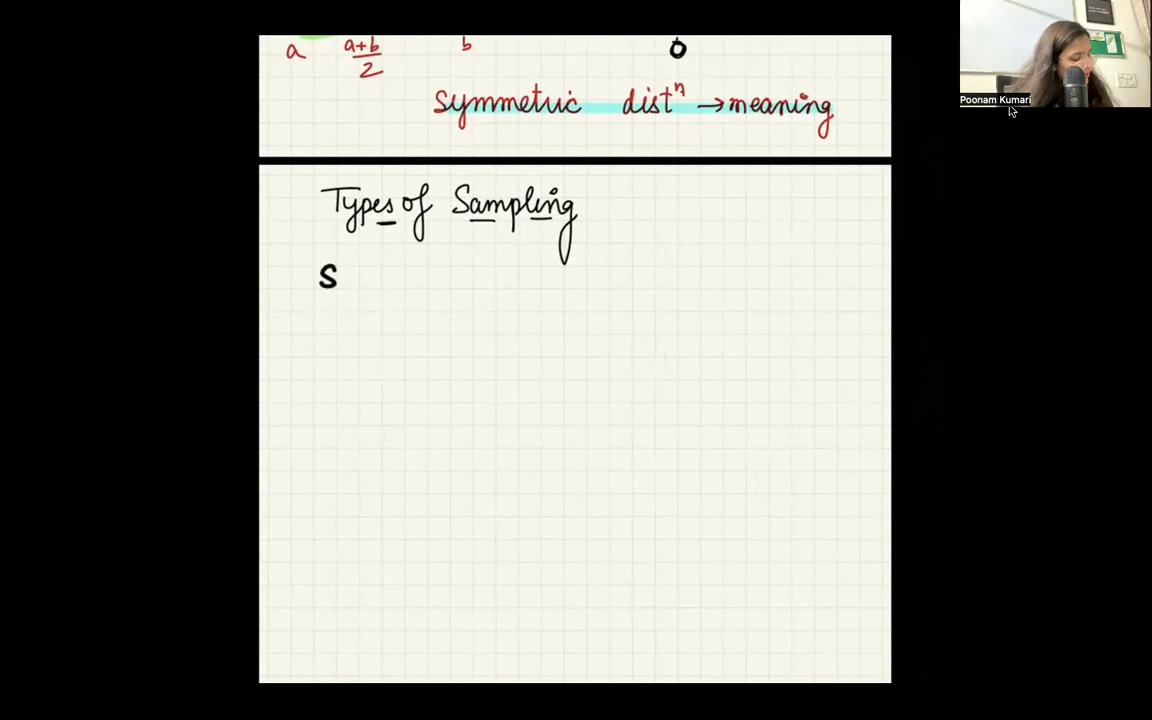 a a+b/2 b 0
symmetric distⁿ → meaning
Poonam Kumari
Types of Sampling
S